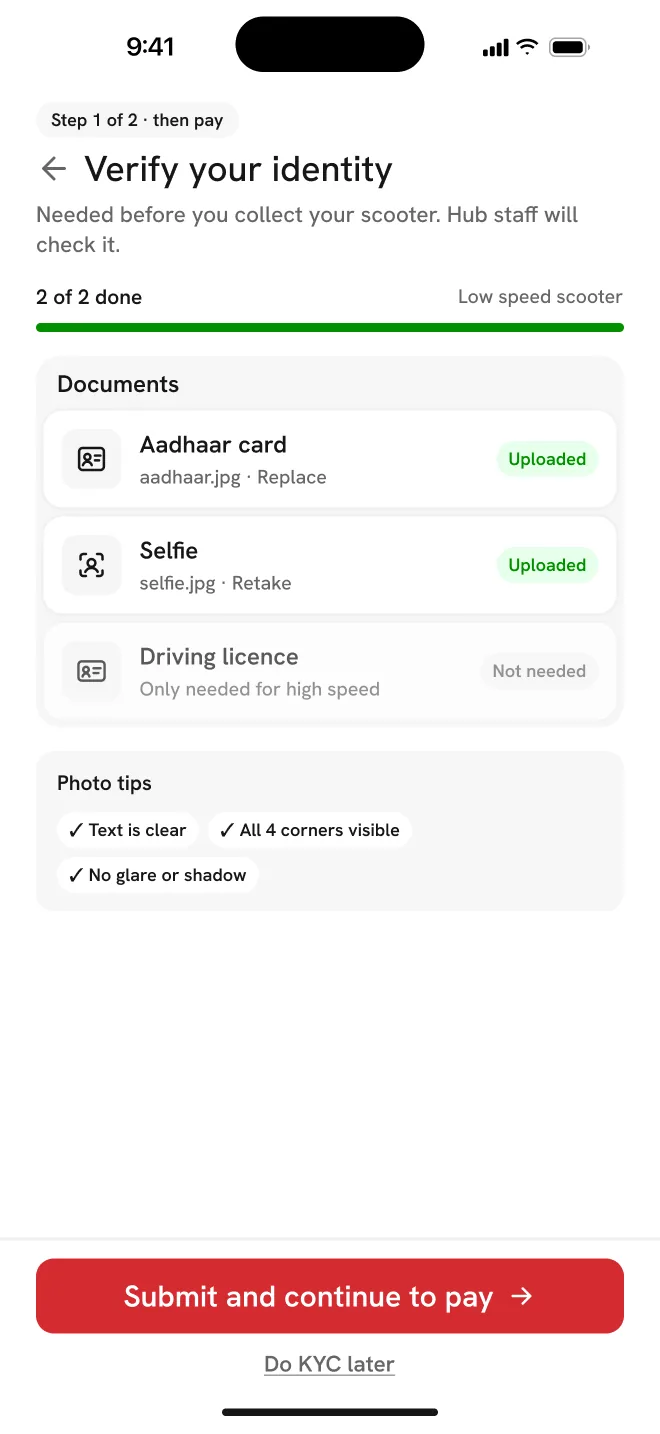 9:41
Step 1 of 2 · then pay
← Verify your identity
Needed before you collect your scooter. Hub staff will
check it.
2 of 2 done
Low speed scooter
Documents
Aadhaar card
aadhaar.jpg · Replace
Uploaded
Selfie
selfie.jpg · Retake
Uploaded
Driving licence
Only needed for high speed
Not needed
Photo tips
✓ Text is clear
✓ All 4 corners visible
✓ No glare or shadow
Submit and continue to pay →
Do KYC later